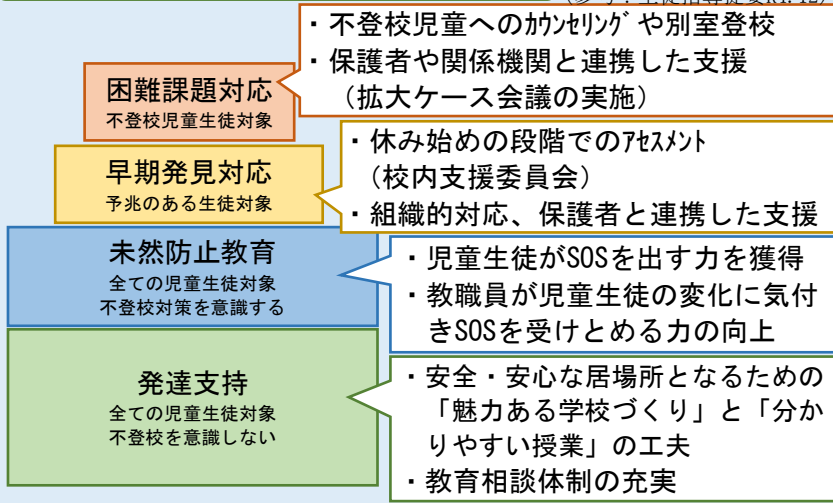 ・不登校児童へのｶｳﾝｾﾘﾝｸﾞや別室登校
・保護者や関係機関と連携した支援
（拡大ケース会議の実施）
困難課題対応
不登校児童生徒対象
・休み始めの段階でのｱｾｽﾒﾝﾄ
（校内支援委員会）
・組織的対応、保護者と連携した支援
早期発見対応
予兆のある生徒対象
未然防止教育
全ての児童生徒対象
不登校対策を意識する
・児童生徒がSOSを出す力を獲得
・教職員が児童生徒の変化に気付
きSOSを受けとめる力の向上
発達支持
全ての児童生徒対象
不登校を意識しない
・安全・安心な居場所となるための
「魅力ある学校づくり」と「分か
りやすい授業」の工夫
・教育相談体制の充実